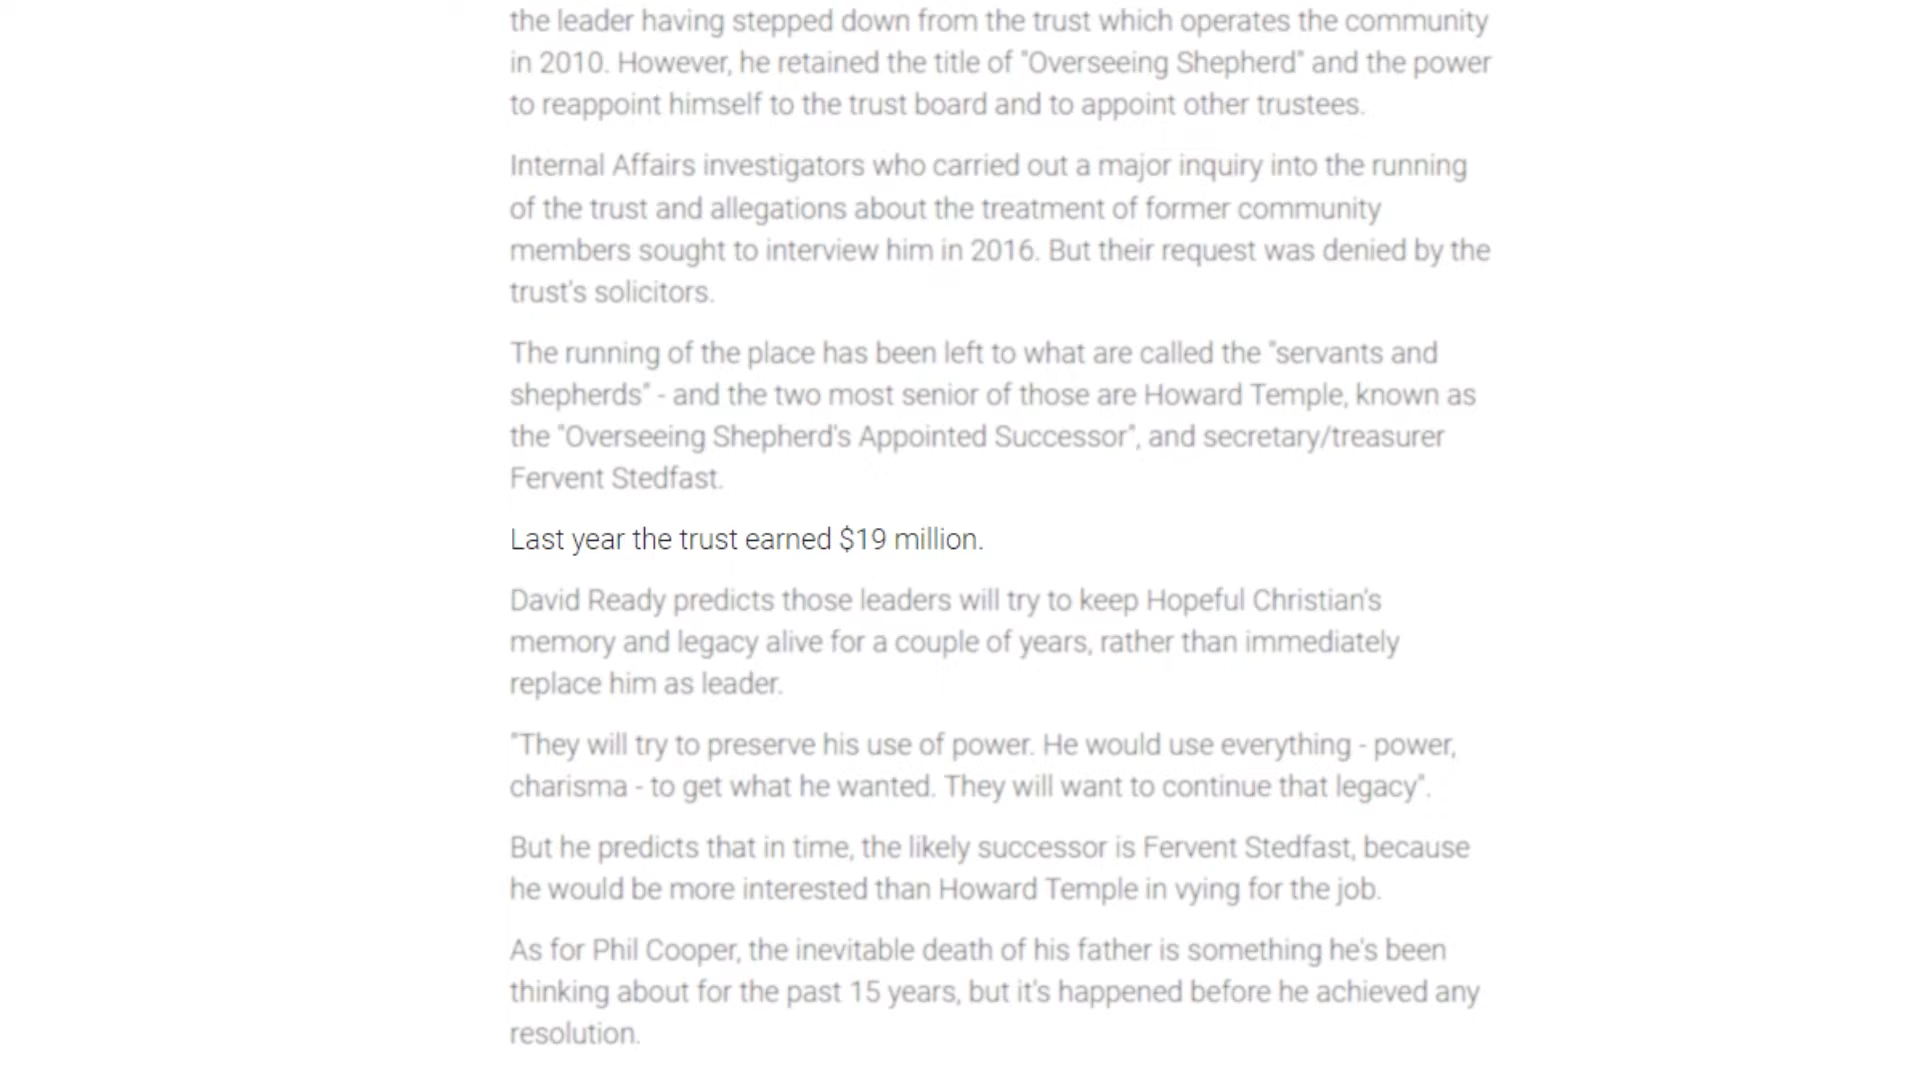 the leader having stepped down from the trust which operates the community
in 2010. However, he retained the title of "Overseeing Shepherd" and the power
to reappoint himself to the trust board and to appoint other trustees.
Internal Affairs investigators who carried out a major inquiry into the running
of the trust and allegations about the treatment of former community
members sought to interview him in 2016. But their request was denied by the
trust's solicitors.
The running of the place has been left to what are called the "servants and
shepherds" - and the two most senior of those are Howard Temple, known as
the "Overseeing Shepherd's Appointed Successor", and secretary/treasurer
Fervent Stedfast.
Last year the trust earned $19 million.
David Ready predicts those leaders will try to keep Hopeful Christian's
memory and legacy alive for a couple of years, rather than immediately
replace him as leader.
"They will try to preserve his use of power. He would use everything - power,
charisma - to get what he wanted. They will want to continue that legacy".
But he predicts that in time, the likely successor is Fervent Stedfast, because
he would be more interested than Howard Temple in vying for the job.
As for Phil Cooper, the inevitable death of his father is something he's been
thinking about for the past 15 years, but it's happened before he achieved any
resolution.